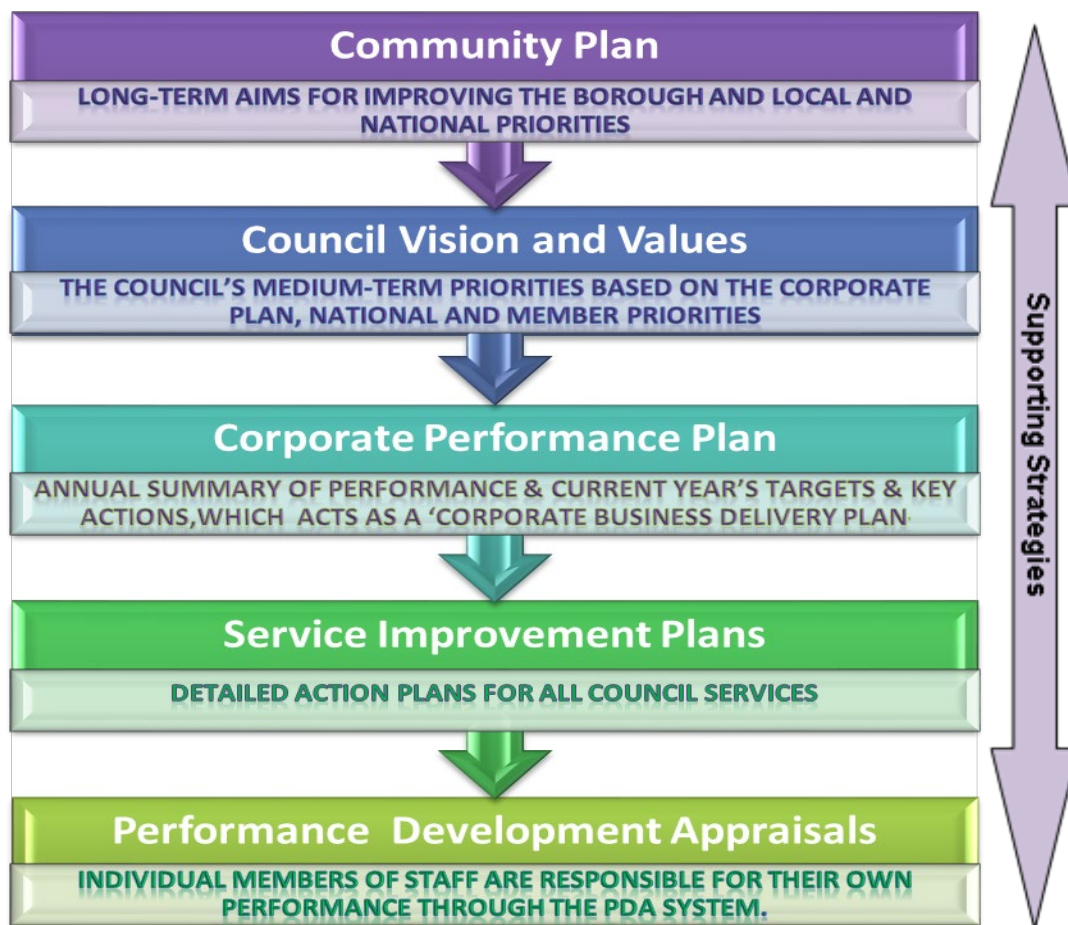 Community Plan
LONG-TERM AIMS FOR IMPROVING THE BOROUGH AND LOCAL AND
NATIONAL PRIORITIES
Council Vision and Values
THE COUNCIL'S MEDIUM-TERM PRIORITIES BASED ON THE CORPORATE
PLAN, NATIONAL AND MEMBER PRIORITIES
Corporate Performance Plan
ANNUAL SUMMARY OF PERFORMANCE & CURRENT YEAR'S TARGETS & KEY
ACTIONS,WHICH ACTS AS A 'CORPORATE BUSINESS DELIVERY PLAN
Service Improvement Plans
DETAILED ACTION PLANS FOR ALL COUNCIL SERVICES
Performance Development Appraisals
INDIVIDUAL MEMBERS OF STAFF ARE RESPONSIBLE FOR THEIR OWN
PERFORMANCE THROUGH THE PDA SYSTEM.
Supporting Strategies